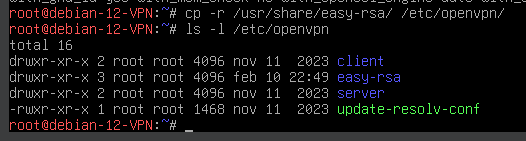 root@debian-12-VPN:~# cp -r /usr/share/easy-rsa/ /etc/openvpn/
root@debian-12-VPN:~# ls -l /etc/openvpn
total 16
drwxr-xr-x 2 root root 4096 nov 11  2023 client
drwxr-xr-x 3 root root 4096 feb 10 22:49 easy-rsa
drwxr-xr-x 2 root root 4096 nov 11  2023 server
-rwxr-xr-x 1 root root 1468 nov 11  2023 update-resolv-conf
root@debian-12-VPN:~# _